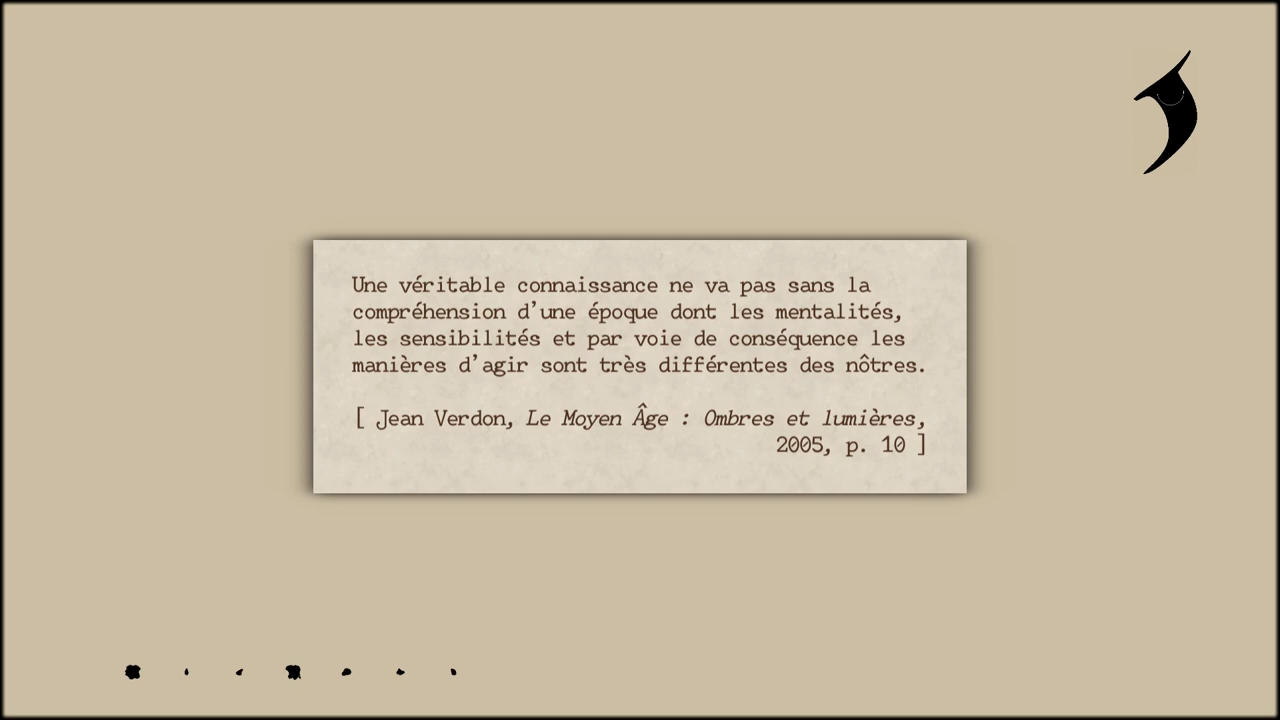 Une véritable connaissance ne va pas sans la
compréhension d’une époque dont les mentalités,
les sensibilités et par voie de conséquence les
manières d’agir sont très différentes des nôtres.
[ Jean Verdon, Le Moyen Âge : Ombres et lumières,
2005, p. 10 ]